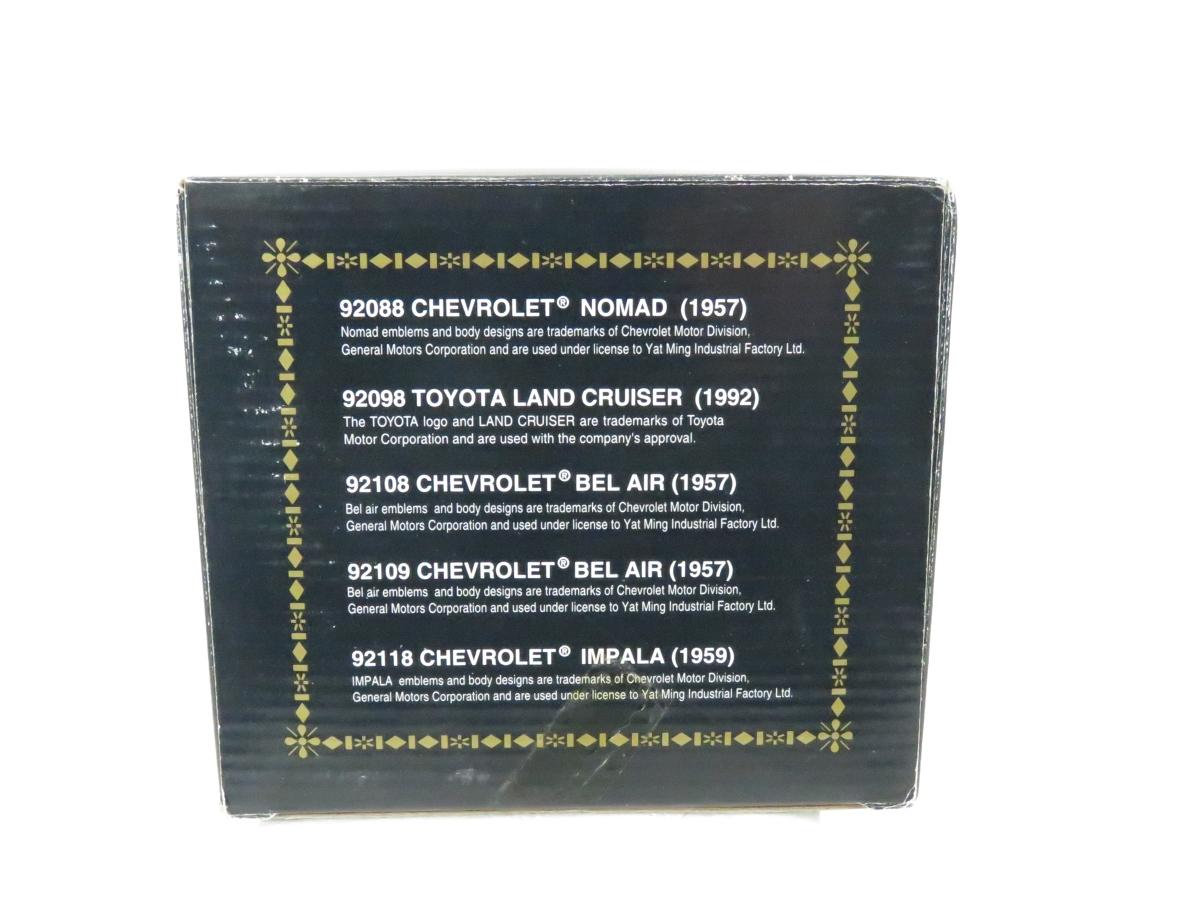 92088 CHEVROLET® NOMAD (1957)
Nomad emblems and body designs are trademarks of Chevrolet Motor Division,
General Motors Corporation and are used under license to Yat Ming Industrial Factory Ltd.
92098 TOYOTA LAND CRUISER (1992)
The TOYOTA logo and LAND CRUISER are trademarks of Toyota
Motor Corporation and are used with the company's approval.
92108 CHEVROLET® BEL AIR (1957)
Bel air emblems and body designs are trademarks of Chevrolet Motor Division,
General Motors Corporation and used under license to Yat Ming Industrial Factory Ltd.
92109 CHEVROLET® BEL AIR (1957)
Bel air emblems and body designs are trademarks of Chevrolet Motor Division,
General Motors Corporation and used under license to Yat Ming Industrial Factory Ltd.
92118 CHEVROLET® IMPALA (1959)
IMPALA emblems and body designs are trademarks of Chevrolet Motor Division,
General Motors Corporation and are used under license to Yat Ming Industrial Factory Ltd.